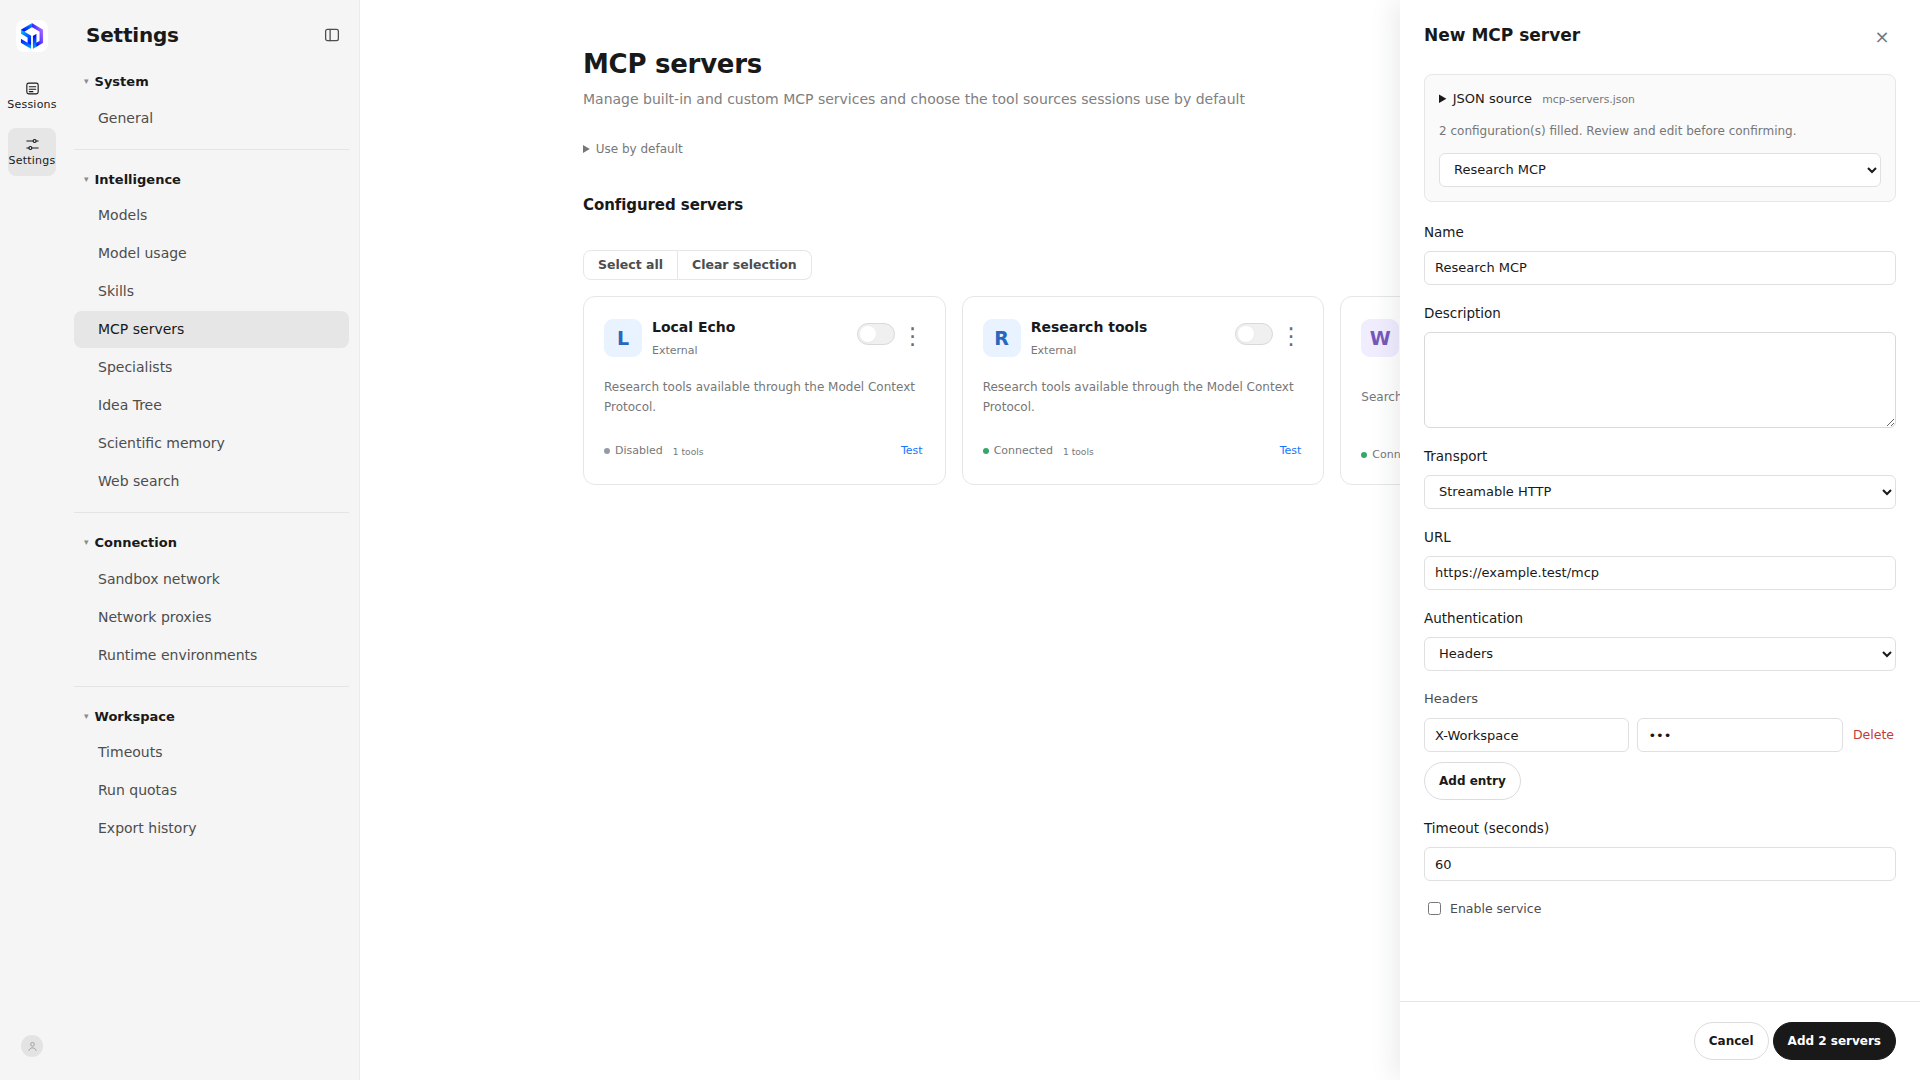 Settings
Sessions
Settings
System
General
Intelligence
Models
Model usage
Skills
MCP servers
Specialists
Idea Tree
Scientific memory
Web search
Connection
Sandbox network
Network proxies
Runtime environments
Workspace
Timeouts
Run quotas
Export history
MCP servers
Manage built-in and custom MCP services and choose the tool sources sessions use by default
Use by default
Configured servers
Select all
Clear selection
L
Local Echo
External
Research tools available through the Model Context
Protocol.
Disabled
1 tools
Test
R
Research tools
External
Research tools available through the Model Context
Protocol.
Connected
1 tools
Test
W
Search
Conn
New MCP server
JSON source
mcp-servers.json
2 configuration(s) filled. Review and edit before confirming.
Research MCP
Name
Research MCP
Description
Transport
Streamable HTTP
URL
https://example.test/mcp
Authentication
Headers
Headers
X-Workspace
•••
Delete
Add entry
Timeout (seconds)
60
Enable service
Cancel
Add 2 servers